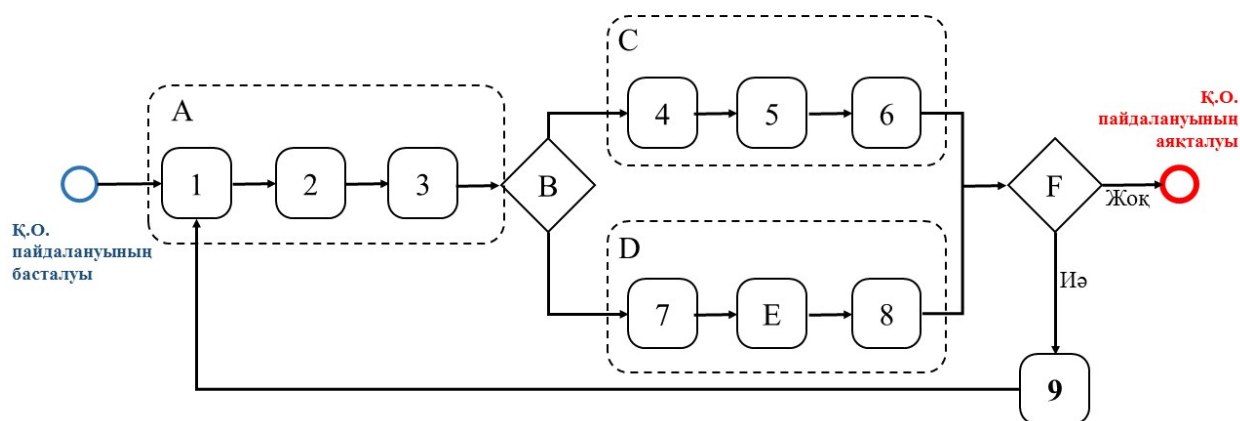 C
Қ.О.
пайдалануының
аяқталуы
A
4
5
6
1
2
3
B
F
Жоқ
Қ.О.
пайдалануының
басталуы
D
Иә
7
E
8
9